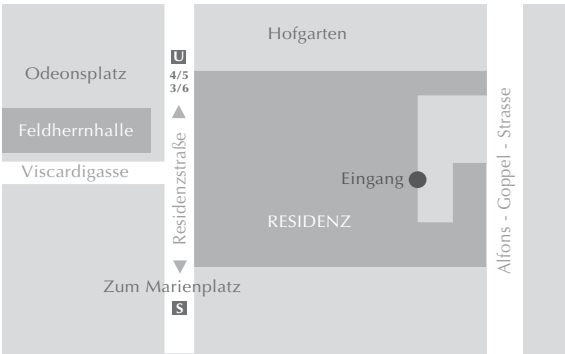 Hofgarten
U
4/5
3/6
Odeonsplatz
Feldherrnhalle
Viscardigasse
Residenzstraße
Eingang
RESIDENZ
Alfons - Goppel - Strasse
Zum Marienplatz
S